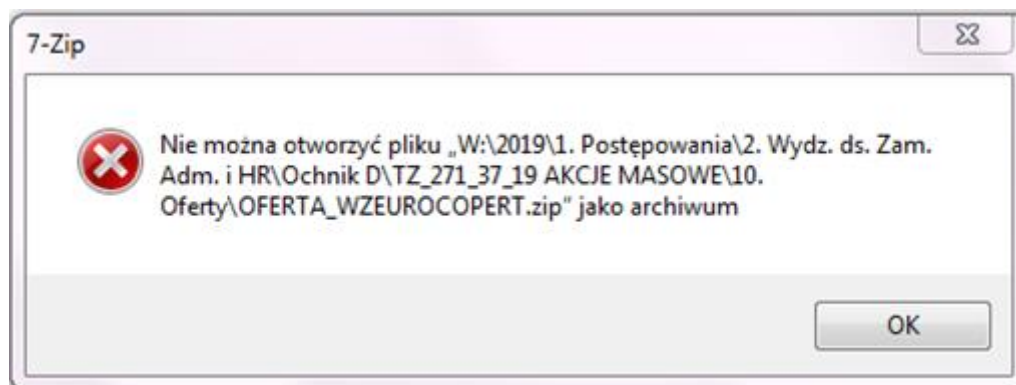 7-Zip
Nie można otworzyć pliku „W:\2019\1. Postępowania\2. Wydz. ds. Zam.
Adm. i HR\Ochnik D\TZ_271_37_19 AKCJE MASOWE\10.
Oferty\OFERTA_WZEUROCOPERT.zip” jako archiwum
OK